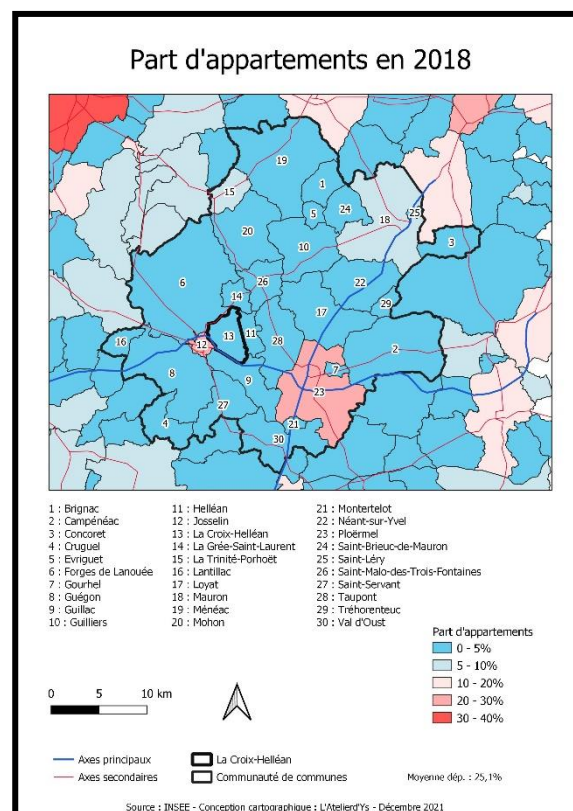 Part d'appartements en 2018
19
1
15
5
24
18
25
20
10
3
26
6
22
14
29
17
16
13
11
12
28
2
7
8
9
23
27
4
21
30
1 : Brignac
2 : Campénéac
3 : Concoret
4 : Cruguel
5 : Evriguet
6 : Forges de Lanouée
7 : Gourhel
8 : Guégon
9 : Guillac
10 : Guilliers
11 : Helléan
12 : Josselin
13 : La Croix-Helléan
14 : La Grée-Saint-Laurent
15 : La Trinité-Porhoët
16 : Lantillac
17 : Loyat
18 : Mauron
19 : Ménéac
20 : Mohon
21 : Montertelot
22 : Néant-sur-Yvel
23 : Ploërmel
24 : Saint-Brieuc-de-Mauron
25 : Saint-Léry
26 : Saint-Malo-des-Trois-Fontaines
27 : Saint-Servant
28 : Taupont
29 : Tréhorenteuc
30 : Val d'Oust
Part d'appartements
0 - 5%
5 - 10%
10 - 20%
20 - 30%
30 - 40%
0 5 10 km
Axes principaux
Axes secondaires
La Croix-Helléan
Communauté de communes
Moyenne dép. : 25,1%
Source : INSEE - Conception cartographique : L'Atelierd'Ys - Décembre 2021